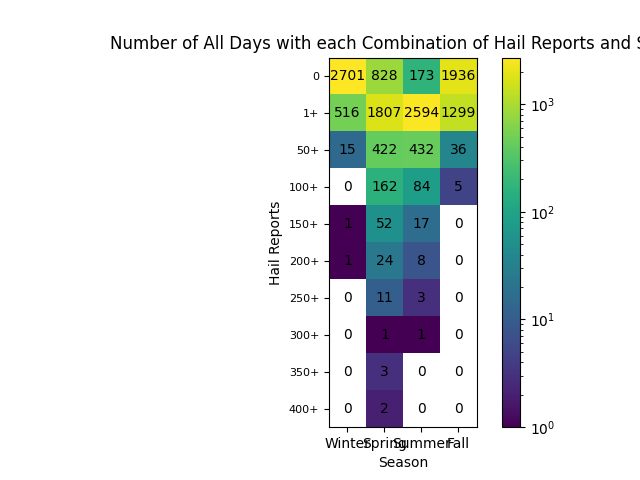 Number of All Days with each Combination of Hail Reports and S
0 2701 828 173 1936
1+ 516 1807 2594 1299
50+ 15 422 432 36
100+ 0 162 84 5
150+ 1 52 17 0
200+ 1 24 8 0
250+ 0 11 3 0
300+ 0 1 1 0
350+ 0 3 0 0
400+ 0 2 0 0
Hail Reports
Winter Spring Summer Fall
Season
10³
10²
10¹
10⁰